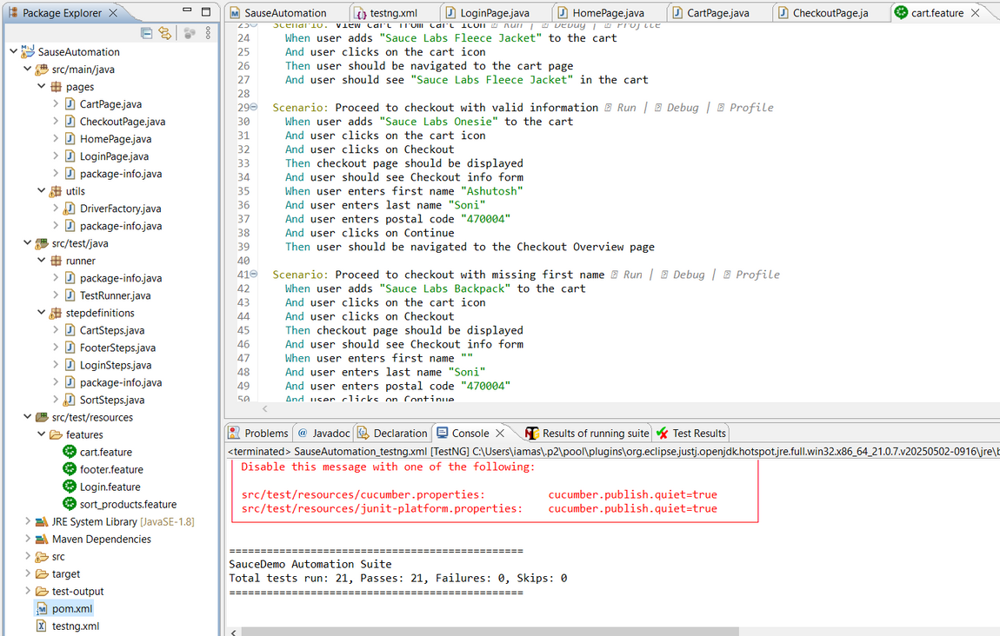 Package Explorer
SauseAutomation
src/main/java
pages
CartPage.java
CheckoutPage.java
HomePage.java
LoginPage.java
package-info.java
utils
DriverFactory.java
package-info.java
src/test/java
runner
package-info.java
TestRunner.java
stepdefinitions
CartSteps.java
FooterSteps.java
LoginSteps.java
package-info.java
SortSteps.java
src/test/resources
features
cart.feature
footer.feature
Login.feature
sort_products.feature
JRE System Library [JavaSE-1.8]
Maven Dependencies
src
target
test-output
pom.xml
testng.xml
SauseAutomation testng.xml LoginPage.java HomePage.java CartPage.java CheckoutPage.ja cart.feature
23 Scenario: View cart from cart icon Run | Debug | Profile
24 When user adds "Sauce Labs Fleece Jacket" to the cart
25 And user clicks on the cart icon
26 Then user should be navigated to the cart page
27 And user should see "Sauce Labs Fleece Jacket" in the cart
28
29 Scenario: Proceed to checkout with valid information Run | Debug | Profile
30 When user adds "Sauce Labs Onesie" to the cart
31 And user clicks on the cart icon
32 And user clicks on Checkout
33 Then checkout page should be displayed
34 And user should see Checkout info form
35 When user enters first name "Ashutosh"
36 And user enters last name "Soni"
37 And user enters postal code "470004"
38 And user clicks on Continue
39 Then user should be navigated to the Checkout Overview page
40
41 Scenario: Proceed to checkout with missing first name Run | Debug | Profile
42 When user adds "Sauce Labs Backpack" to the cart
43 And user clicks on the cart icon
44 And user clicks on Checkout
45 Then checkout page should be displayed
46 And user should see Checkout info form
47 When user enters first name ""
48 And user enters last name "Soni"
49 And user enters postal code "470004"
50 And user clicks on Continue
Problems Javadoc Declaration Console Results of running suite Test Results
<terminated> SauseAutomation_testng.xml [TestNG] C:\Users\iamas\.p2\pool\plugins\org.eclipse.justj.openjdk.hotspot.jre.full.win32.x86_64_21.0.7.v20250502-0916\jre\b
Disable this message with one of the following:
src/test/resources/cucumber.properties: cucumber.publish.quiet=true
src/test/resources/junit-platform.properties: cucumber.publish.quiet=true
===============================================
SauceDemo Automation Suite
Total tests run: 21, Passes: 21, Failures: 0, Skips: 0
===============================================